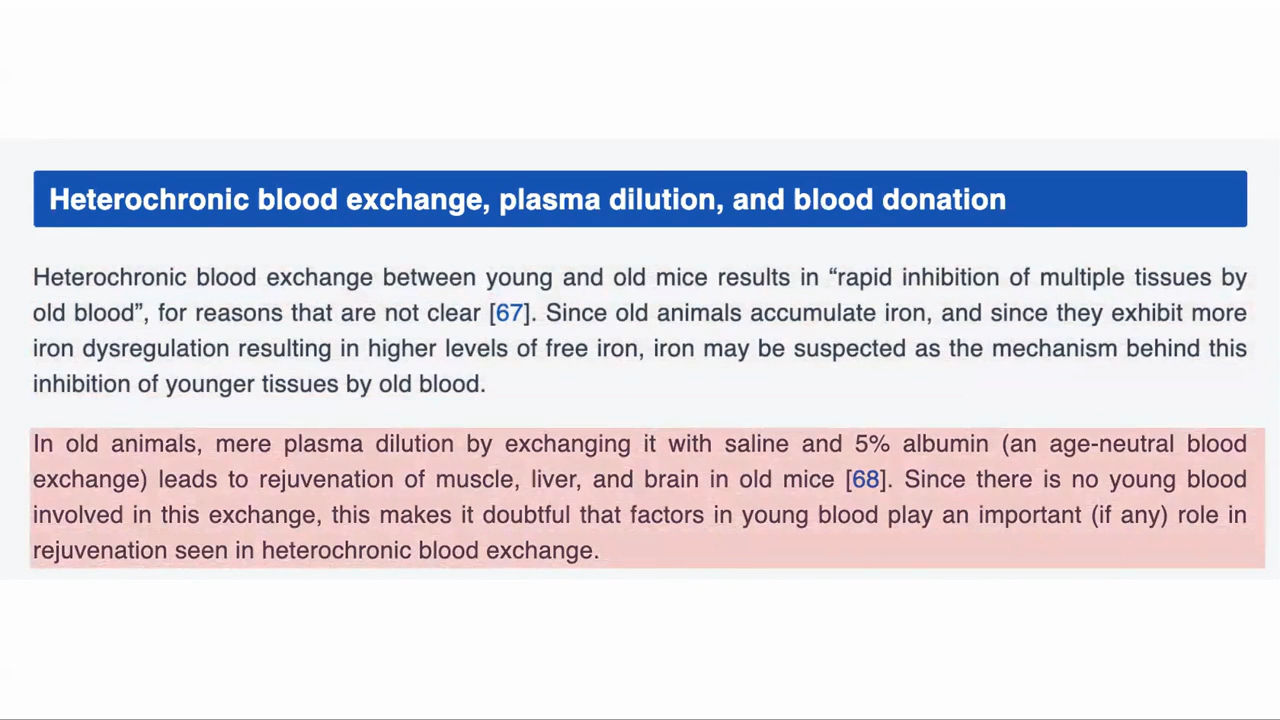 Heterochronic blood exchange, plasma dilution, and blood donation
Heterochronic blood exchange between young and old mice results in “rapid inhibition of multiple tissues by
old blood”, for reasons that are not clear [67]. Since old animals accumulate iron, and since they exhibit more
iron dysregulation resulting in higher levels of free iron, iron may be suspected as the mechanism behind this
inhibition of younger tissues by old blood.
In old animals, mere plasma dilution by exchanging it with saline and 5% albumin (an age-neutral blood
exchange) leads to rejuvenation of muscle, liver, and brain in old mice [68]. Since there is no young blood
involved in this exchange, this makes it doubtful that factors in young blood play an important (if any) role in
rejuvenation seen in heterochronic blood exchange.